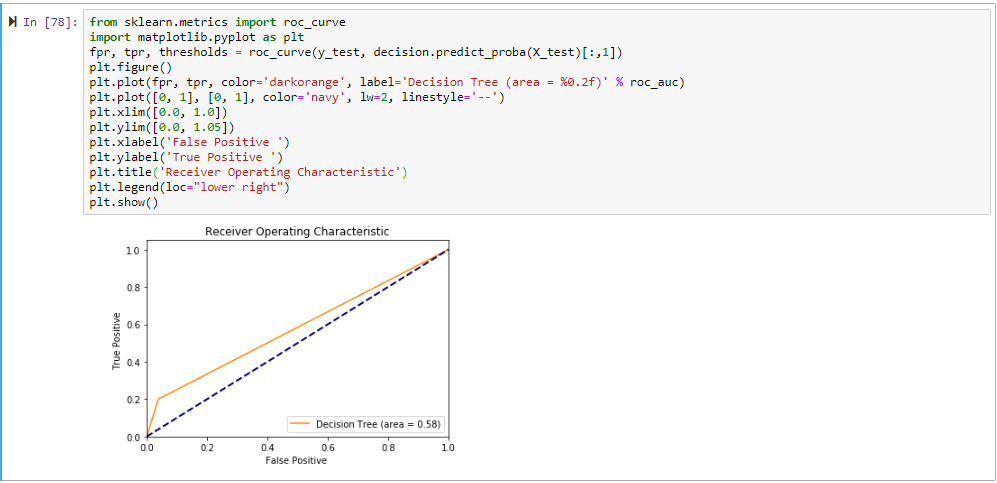 In [78]:
from sklearn.metrics import roc_curve
import matplotlib.pyplot as plt
fpr, tpr, thresholds = roc_curve(y_test, decision.predict_proba(X_test)[:,1])
plt.figure()
plt.plot(fpr, tpr, color='darkorange', label='Decision Tree (area = %0.2f)' % roc_auc)
plt.plot([0, 1], [0, 1], color='navy', lw=2, linestyle='--')
plt.xlim([0.0, 1.0])
plt.ylim([0.0, 1.05])
plt.xlabel('False Positive ')
plt.ylabel('True Positive ')
plt.title('Receiver Operating Characteristic')
plt.legend(loc="lower right")
plt.show()
Receiver Operating Characteristic
1.0
0.8
0.6
0.4
0.2
0.0
True Positive
Decision Tree (area = 0.58)
0.0 0.2 0.4 0.6 0.8 1.0
False Positive